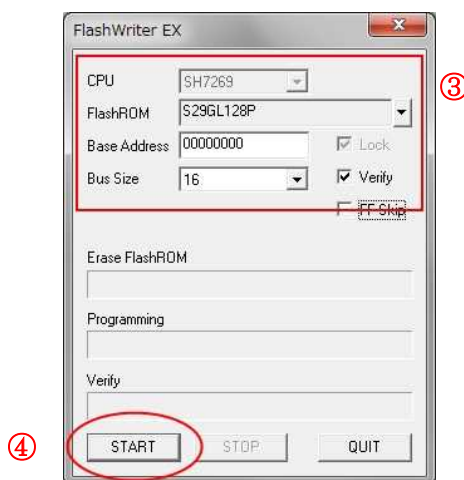 FlashWriter EX
③
CPU SH7269
FlashROM S29GL128P
Base Address 00000000 Lock
Bus Size 16 Verify
FF Skip
Erase FlashROM
Programming
Verify
④ START STOP QUIT